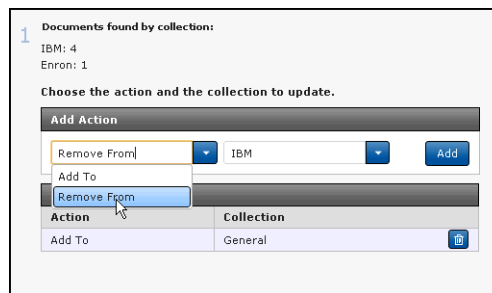 1
Documents found by collection:
IBM: 4
Enron: 1
Choose the action and the collection to update.
Add Action
Remove From IBM Add
Add To
Remove From
Action Collection
Add To General